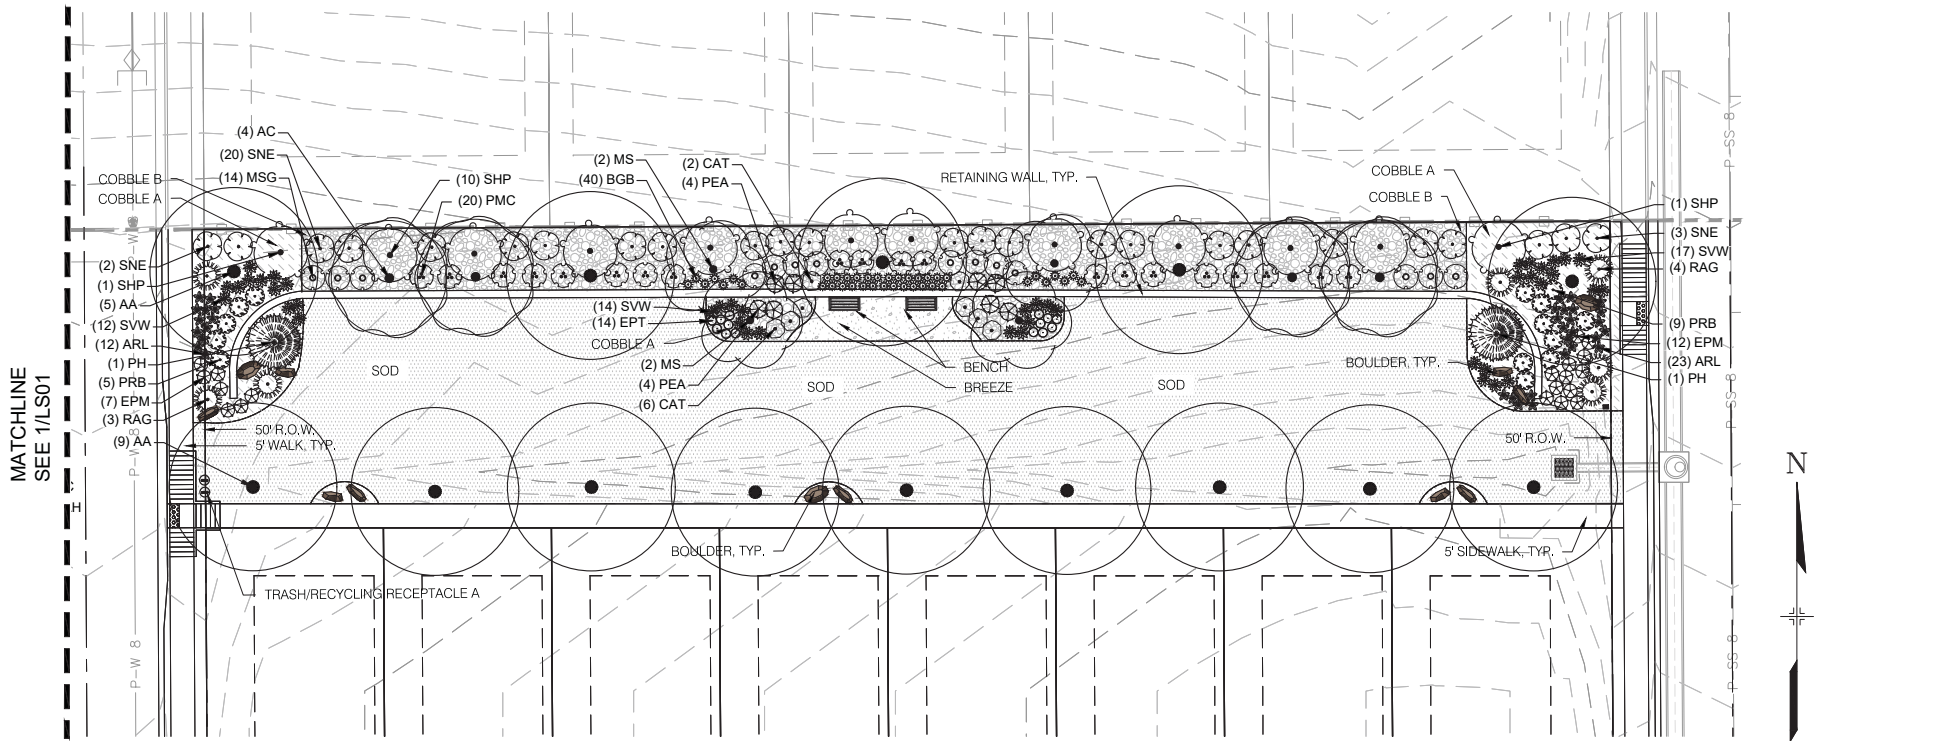 MATCHLINE
SEE 1/LS01
H
P-W 8
P-W 8
P-W 8
(4) AC
(20) SNE
(14) MSG
COBBLE B
COBBLE A
(10) SHP
(20) PMC
(2) MS
(40) BGB
(2) CAT
(4) PEA
RETAINING WALL, TYP.
COBBLE A
COBBLE B
(1) SHP
(3) SNE
(17) SVW
(4) RAG
(9) PRB
(12) EPM
(23) ARL
(1) PH
(2) SNE
(1) SHP
(5) AA
(12) SVW
(12) ARL
(1) PH
(5) PRB
(7) EPM
(3) RAG
(9) AA
(14) SVW
(14) EPT
COBBLE A
(2) MS
(4) PEA
(6) CAT
BENCH
BREEZE
BOULDER, TYP.
SOD
SOD
SOD
50' R.O.W.
5' WALK, TYP.
50' R.O.W.
BOULDER, TYP.
5' SIDEWALK, TYP.
TRASH/RECYCLING RECEPTACLE A
P-SS 8
P-SS 8
P-SS 8
N